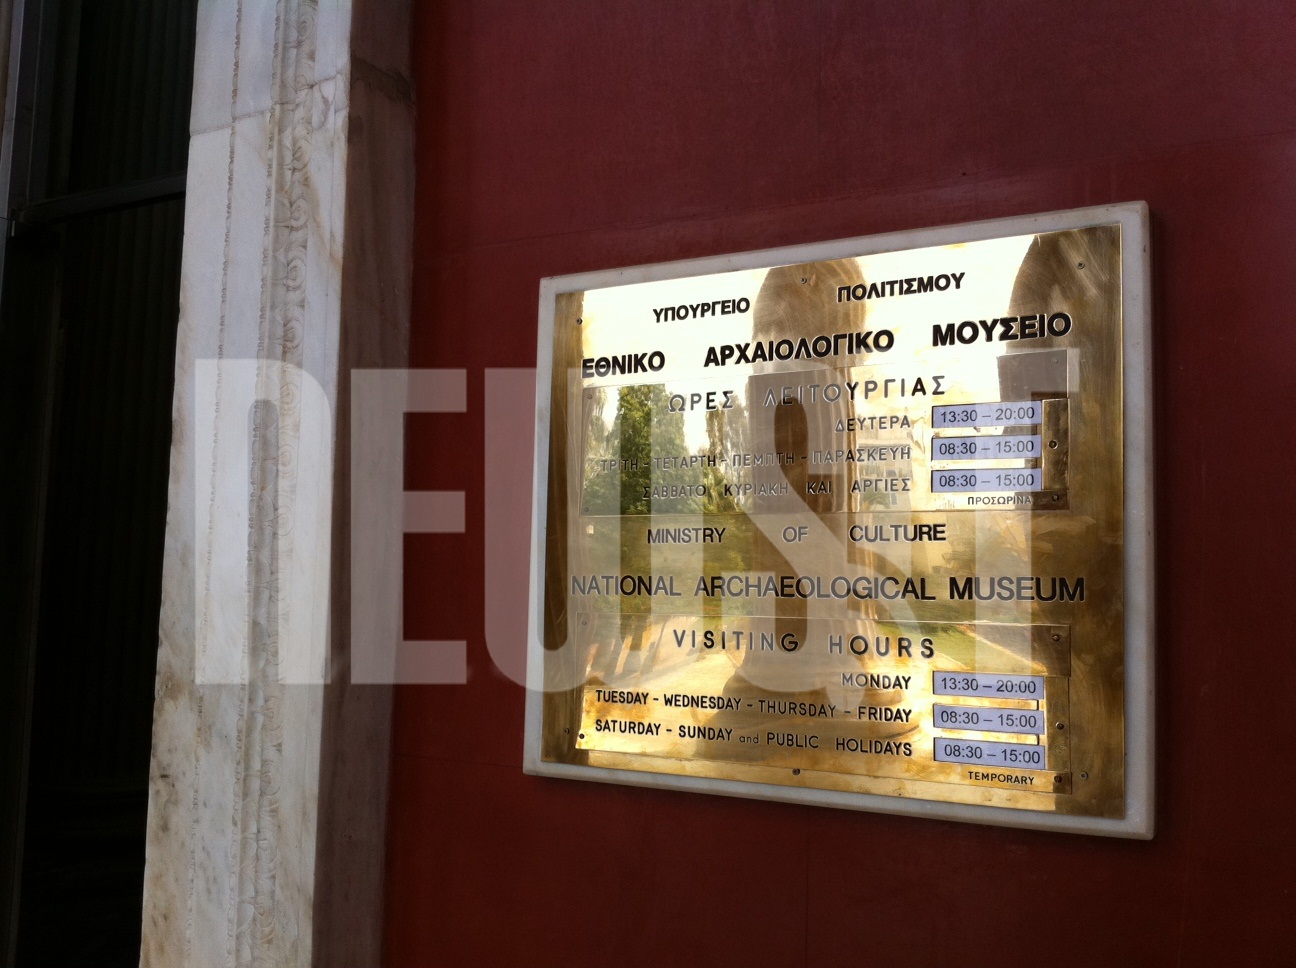 ΥΠΟΥΡΓΕΙΟ ΠΟΛΙΤΙΣΜΟΥ
ΕΘΝΙΚΟ ΑΡΧΑΙΟΛΟΓΙΚΟ ΜΟΥΣΕΙΟ
ΩΡΕΣ ΛΕΙΤΟΥΡΓΙΑΣ
ΔΕΥΤΕΡΑ 13:30 – 20:00
ΤΡΙΤΗ - ΤΕΤΑΡΤΗ - ΠΕΜΠΤΗ - ΠΑΡΑΣΚΕΥΗ 08:30 – 15:00
ΣΑΒΒΑΤΟ ΚΥΡΙΑΚΗ ΚΑΙ ΑΡΓΙΕΣ 08:30 – 15:00
ΠΡΟΣΩΡΙΝΑ
MINISTRY OF CULTURE
NATIONAL ARCHAEOLOGICAL MUSEUM
VISITING HOURS
MONDAY 13:30 – 20:00
TUESDAY - WEDNESDAY - THURSDAY - FRIDAY 08:30 – 15:00
SATURDAY - SUNDAY and PUBLIC HOLIDAYS 08:30 – 15:00
TEMPORARY